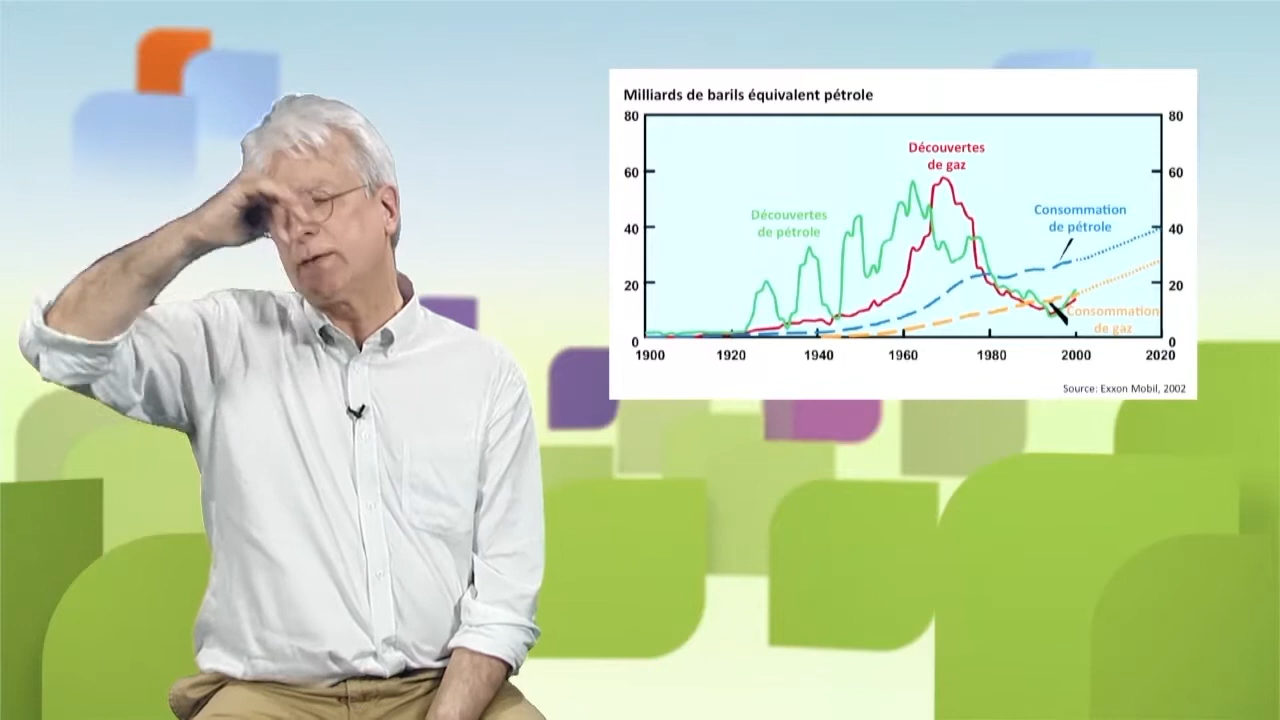 Milliards de barils équivalent pétrole
80
80
Découvertes
de gaz
60
60
Découvertes
de pétrole
Consommation
de pétrole
40
40
20
20
Consommation
de gaz
0
0
1900
1920
1940
1960
1980
2000
2020
Source: Exxon Mobil, 2002